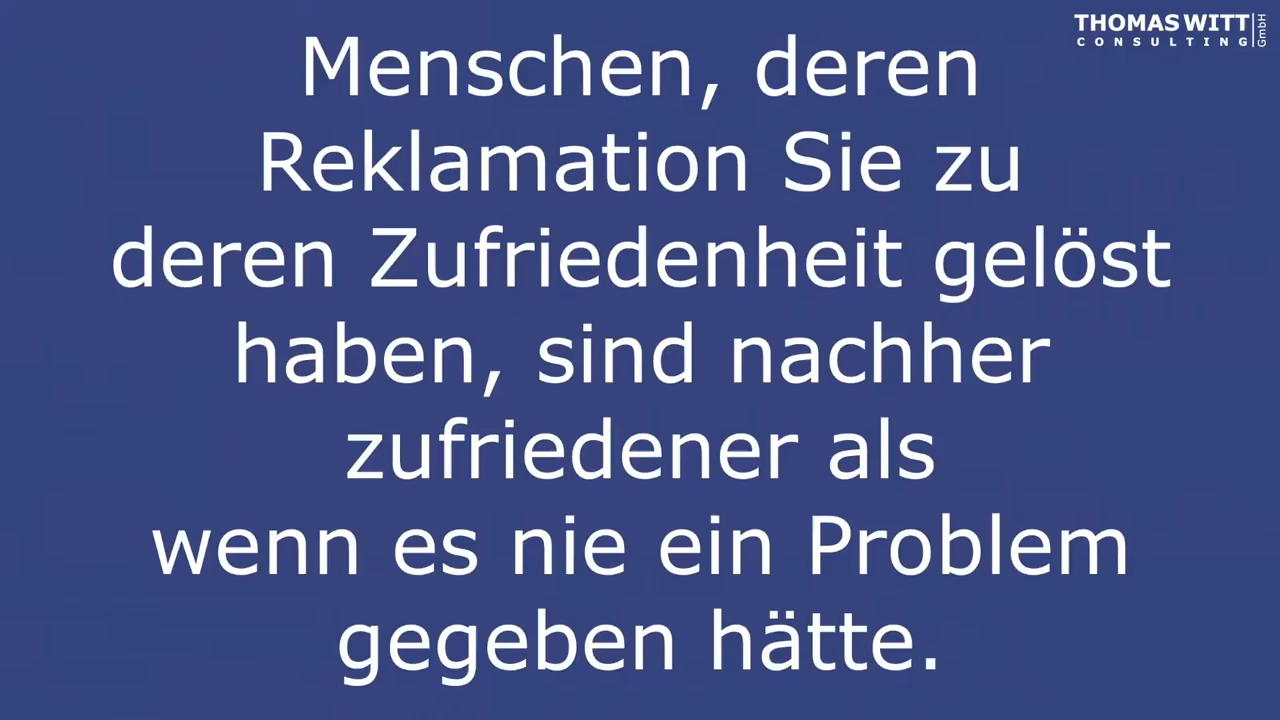 THOMAS WITT GmbH
CONSULTING
Menschen, deren
Reklamation Sie zu
deren Zufriedenheit gelöst
haben, sind nachher
zufriedener als
wenn es nie ein Problem
gegeben hätte.